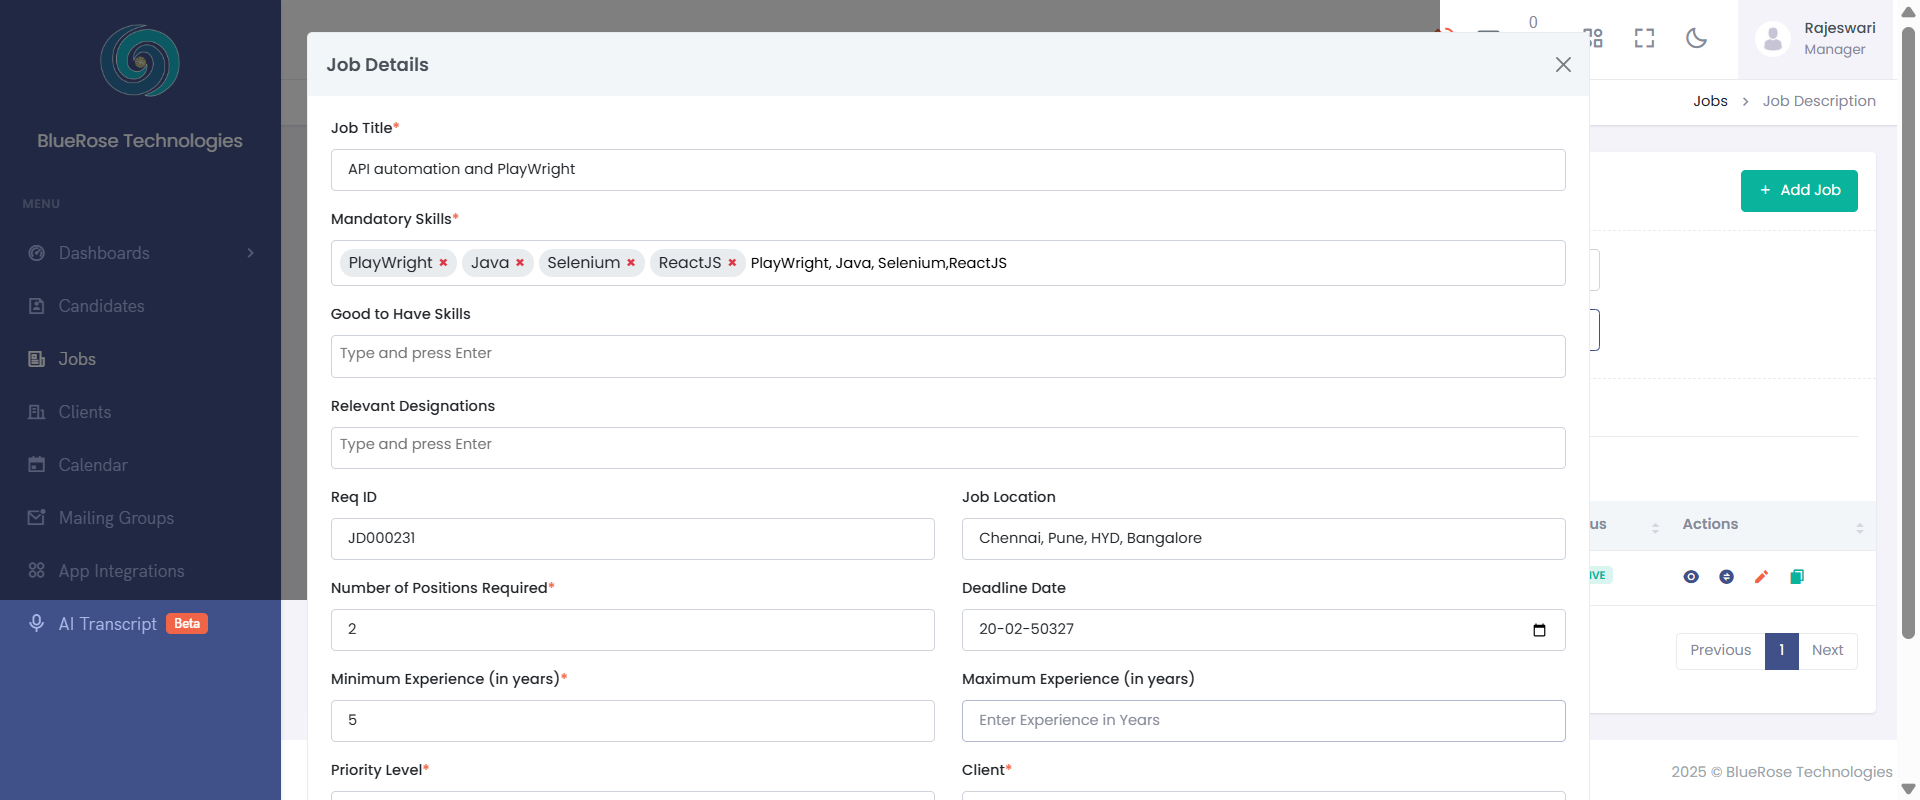 BlueRose Technologies
MENU
Dashboards
Candidates
Jobs
Clients
Calendar
Mailing Groups
App Integrations
AI Transcript Beta
0
Rajeswari
Manager
Jobs > Job Description
+ Add Job
Job Details
Job Title*
API automation and PlayWright
Mandatory Skills*
PlayWright × Java × Selenium × ReactJS × PlayWright, Java, Selenium,ReactJS
Good to Have Skills
Type and press Enter
Relevant Designations
Type and press Enter
Req ID
JD000231
Job Location
Chennai, Pune, HYD, Bangalore
Number of Positions Required*
2
Deadline Date
20-02-50327
Minimum Experience (in years)*
5
Maximum Experience (in years)
Enter Experience in Years
Priority Level*
Client*
us
Actions
IVE
Previous 1 Next
2025 © BlueRose Technologies